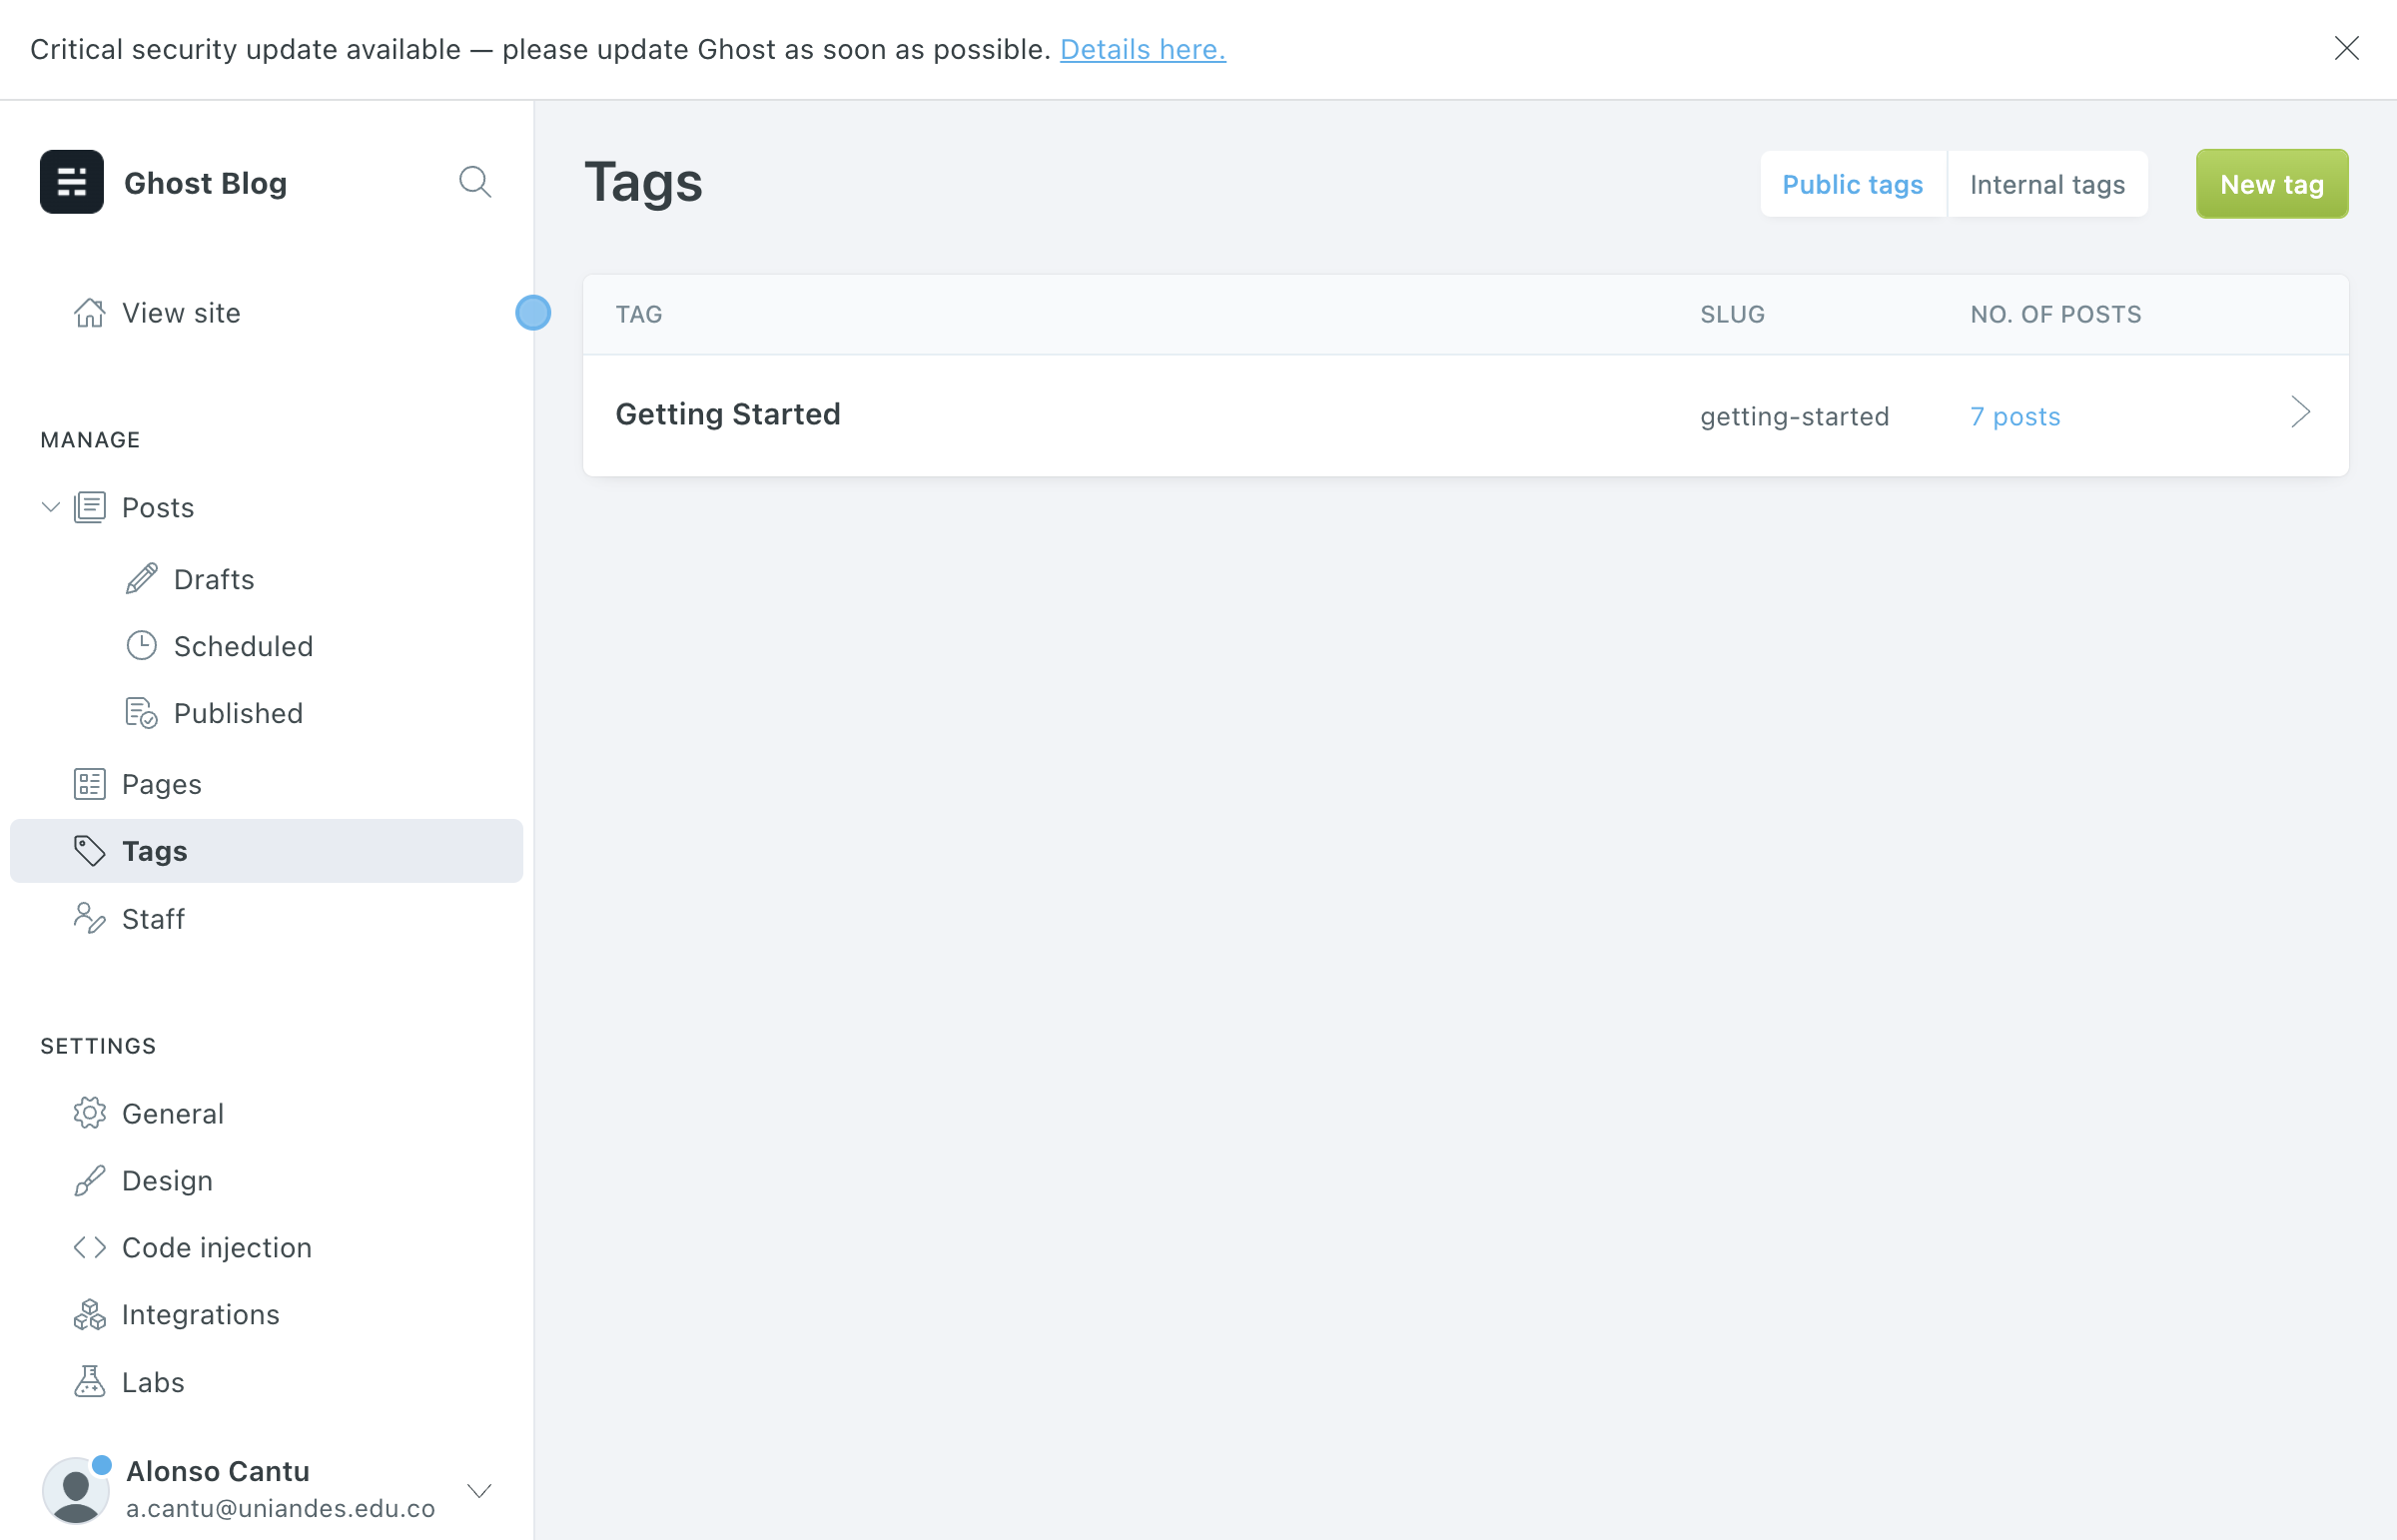 Critical security update available — please update Ghost as soon as possible. Details here.
Ghost Blog
View site
MANAGE
Posts
Drafts
Scheduled
Published
Pages
Tags
Staff
SETTINGS
General
Design
Code injection
Integrations
Labs
Alonso Cantu
a.cantu@uniandes.edu.co
Tags
Public tags
Internal tags
New tag
TAG SLUG NO. OF POSTS
Getting Started getting-started 7 posts